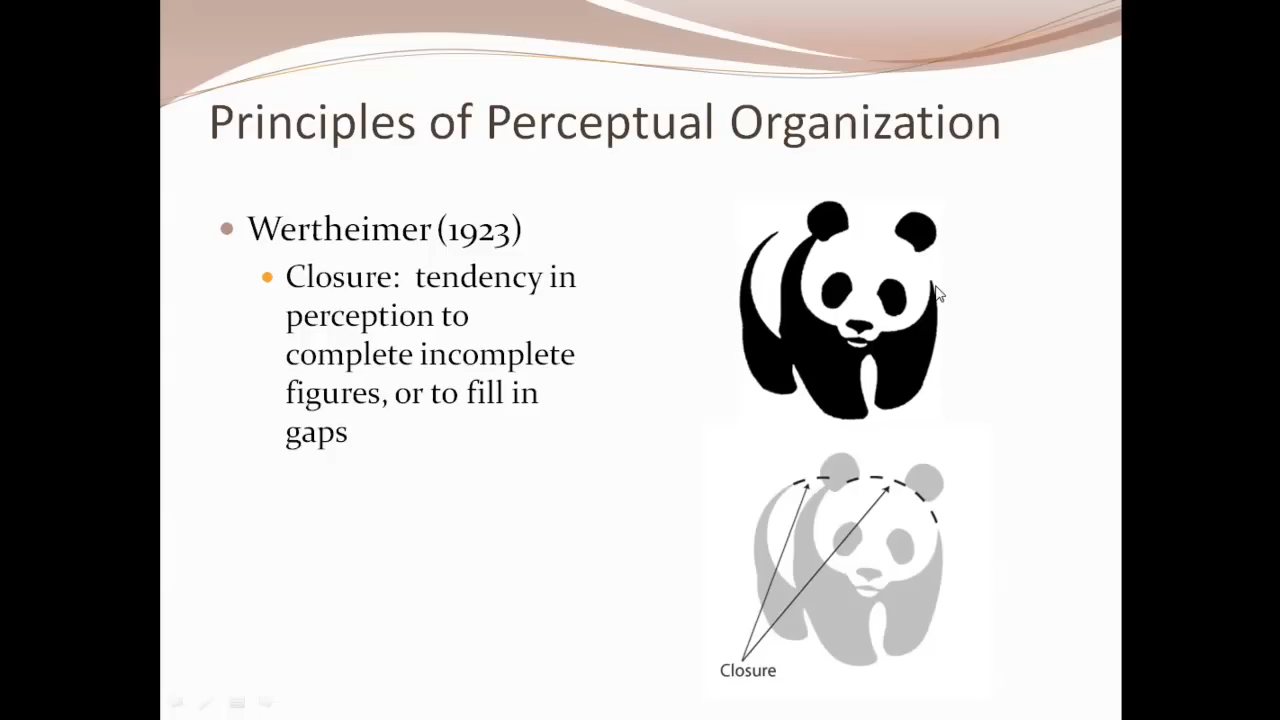 Principles of Perceptual Organization
Wertheimer (1923)
Closure: tendency in
perception to
complete incomplete
figures, or to fill in
gaps
Closure